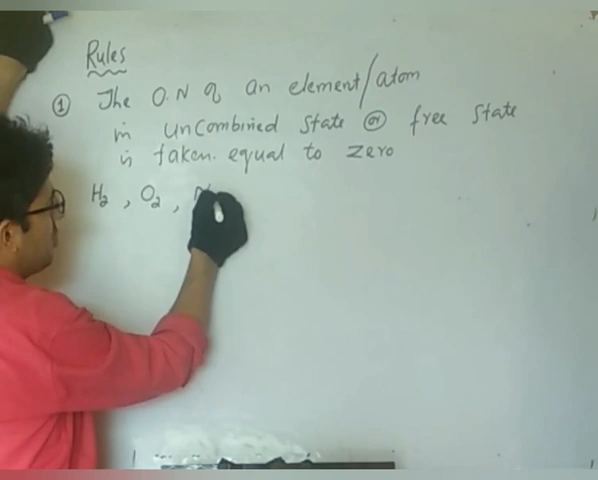 Rules
① The O.N of an element/atom
in uncombined state or free state
is taken. equal to zero
H₂ , O₂ , N